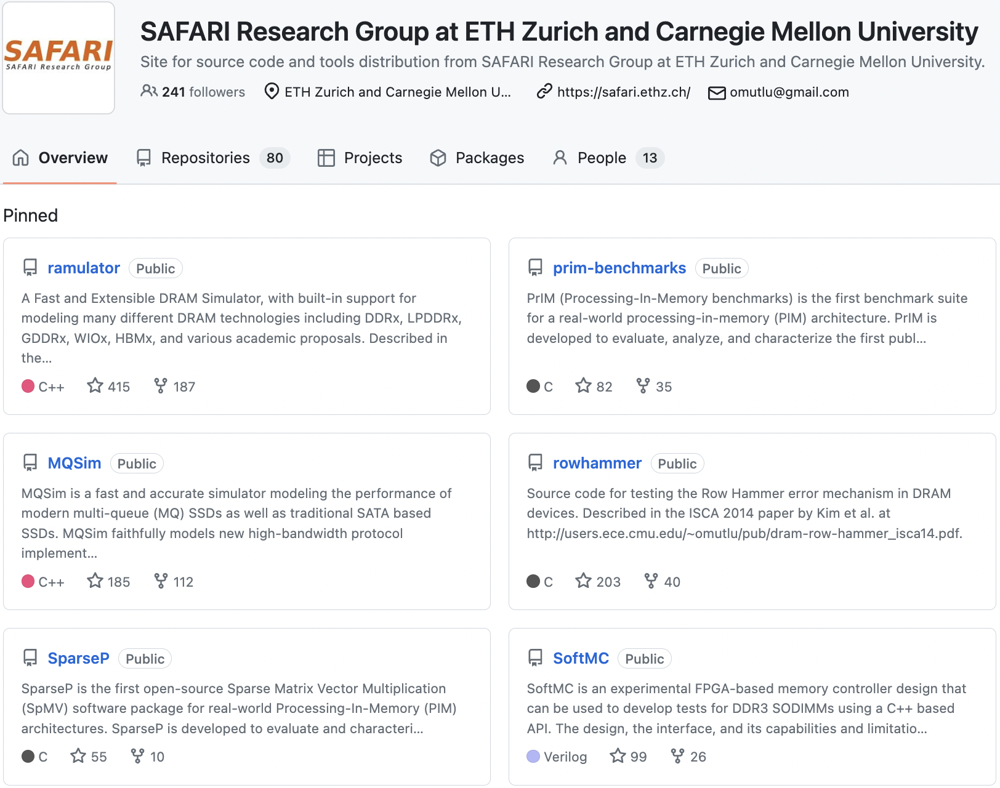 SAFARI
SAFARI Research Group
SAFARI Research Group at ETH Zurich and Carnegie Mellon University
Site for source code and tools distribution from SAFARI Research Group at ETH Zurich and Carnegie Mellon University.
241 followers ETH Zurich and Carnegie Mellon U... https://safari.ethz.ch/ omutlu@gmail.com
Overview Repositories 80 Projects Packages People 13
Pinned
ramulator Public
A Fast and Extensible DRAM Simulator, with built-in support for
modeling many different DRAM technologies including DDRx, LPDDRx,
GDDRx, WIOx, HBMx, and various academic proposals. Described in
the...
C++ 415 187
prim-benchmarks Public
PrIM (Processing-In-Memory benchmarks) is the first benchmark suite
for a real-world processing-in-memory (PIM) architecture. PrIM is
developed to evaluate, analyze, and characterize the first publ...
C 82 35
MQSim Public
MQSim is a fast and accurate simulator modeling the performance of
modern multi-queue (MQ) SSDs as well as traditional SATA based
SSDs. MQSim faithfully models new high-bandwidth protocol
implement...
C++ 185 112
rowhammer Public
Source code for testing the Row Hammer error mechanism in DRAM
devices. Described in the ISCA 2014 paper by Kim et al. at
http://users.ece.cmu.edu/~omutlu/pub/dram-row-hammer_isca14.pdf.
C 203 40
SparseP Public
SparseP is the first open-source Sparse Matrix Vector Multiplication
(SpMV) software package for real-world Processing-In-Memory (PIM)
architectures. SparseP is developed to evaluate and characteri...
C 55 10
SoftMC Public
SoftMC is an experimental FPGA-based memory controller design that
can be used to develop tests for DDR3 SODIMMs using a C++ based
API. The design, the interface, and its capabilities and limitatio...
Verilog 99 26